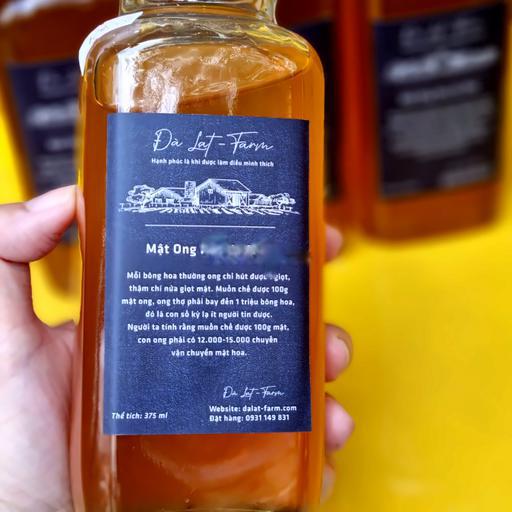 Đà Lạt - Farm
Hạnh phúc là khi được làm điều mình thích
Mật Ong
Mỗi bông hoa thường ong chỉ hút được 1 giọt,
thậm chí nửa giọt mật. Muốn chế được 100g
mật ong, ong thợ phải bay đến 1 triệu bông hoa,
đó là con số kỳ lạ ít người tin được.
Người ta tính rằng muốn chế được 100g mật,
con ong phải có 12.000-15.000 chuyến
vận chuyển mật hoa.
Đà Lạt - Farm
Thể tích: 375 ml
Website: dalat-farm.com
Đặt hàng: 0931 149 831